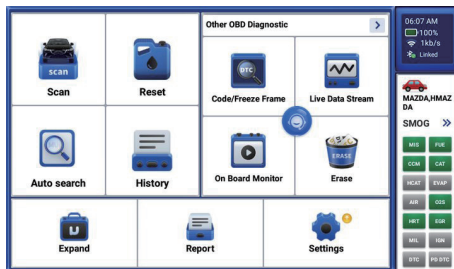 Other OBD Diagnostic
scan
Scan
Reset
DTC
Code/Freeze Frame
Live Data Stream
Auto search
History
On Board Monitor
ERASE
Erase
U
Expand
Report
Settings
06:07 AM
100%
1kb/s
Linked
MAZDA,HMAZ
DA
SMOG
MIS FUE
CCM CAT
HCAT EVAP
AIR O2S
HRT EGR
MIL IGN
DTC PD DTC